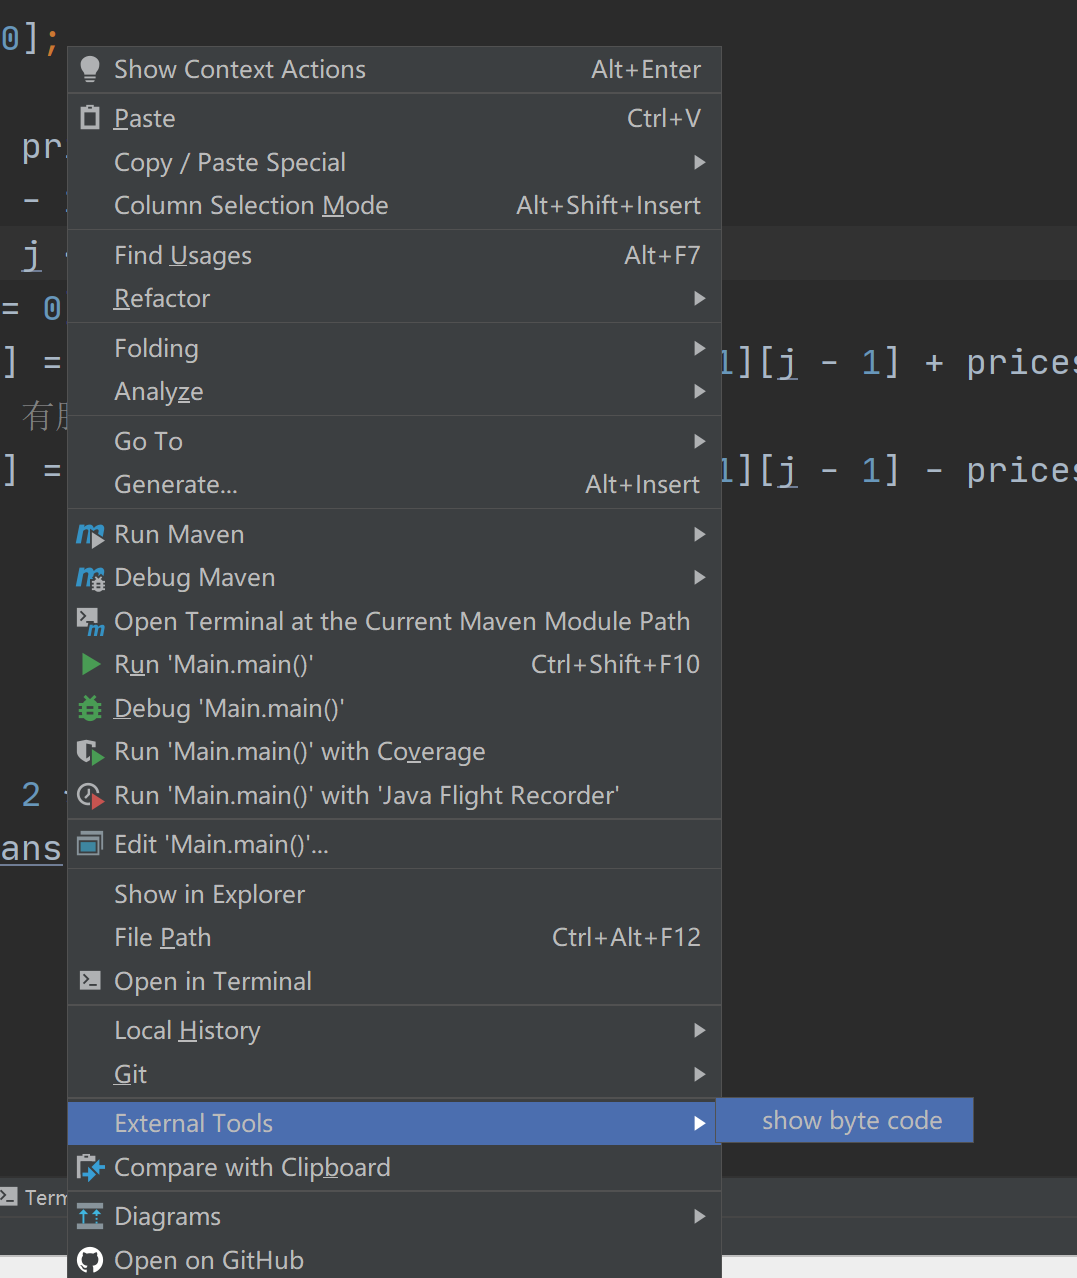 0];
Show Context Actions Alt+Enter
Paste Ctrl+V
pr
Copy / Paste Special
-
Column Selection Mode Alt+Shift+Insert
j
Find Usages Alt+F7
Refactor
= 0
Folding
] = 1][j - 1] + prices
Analyze
有
Go To
] = 1][j - 1] - prices
Generate... Alt+Insert
Run Maven
Debug Maven
Open Terminal at the Current Maven Module Path
Run 'Main.main()' Ctrl+Shift+F10
Debug 'Main.main()'
Run 'Main.main()' with Coverage
2
Run 'Main.main()' with 'Java Flight Recorder'
ans
Edit 'Main.main()'...
Show in Explorer
File Path Ctrl+Alt+F12
Open in Terminal
Local History
Git
External Tools show byte code
Compare with Clipboard
Term
Diagrams
Open on GitHub